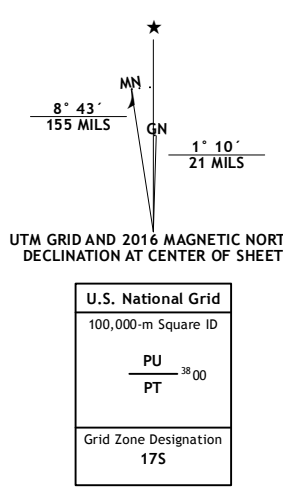 ★
MN
8° 43´
155 MILS
GN
1° 10´
21 MILS
UTM GRID AND 2016 MAGNETIC NORT
DECLINATION AT CENTER OF SHEET
U.S. National Grid
100,000-m Square ID
PU
3800
PT
Grid Zone Designation
17S